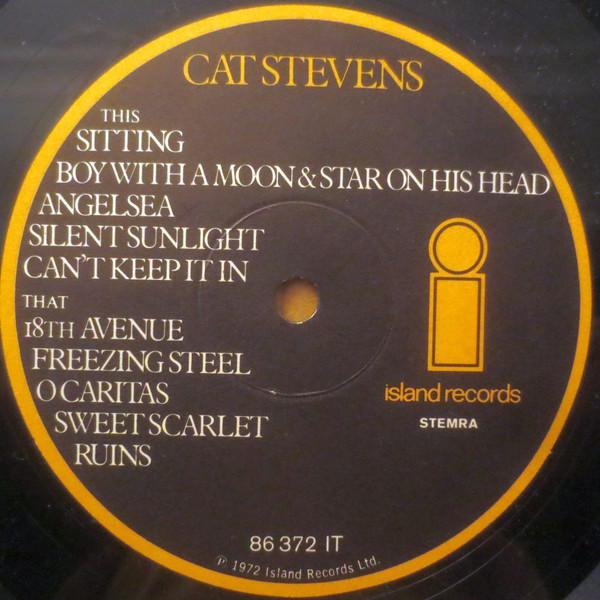 CAT STEVENS
THIS
SITTING
BOY WITH A MOON & STAR ON HIS HEAD
ANGELSEA
SILENT SUNLIGHT
CAN'T KEEP IT IN
THAT
18TH AVENUE
FREEZING STEEL
O CARITAS
SWEET SCARLET
RUINS
island records
STEMRA
86 372 IT
℗ 1972 Island Records Ltd.